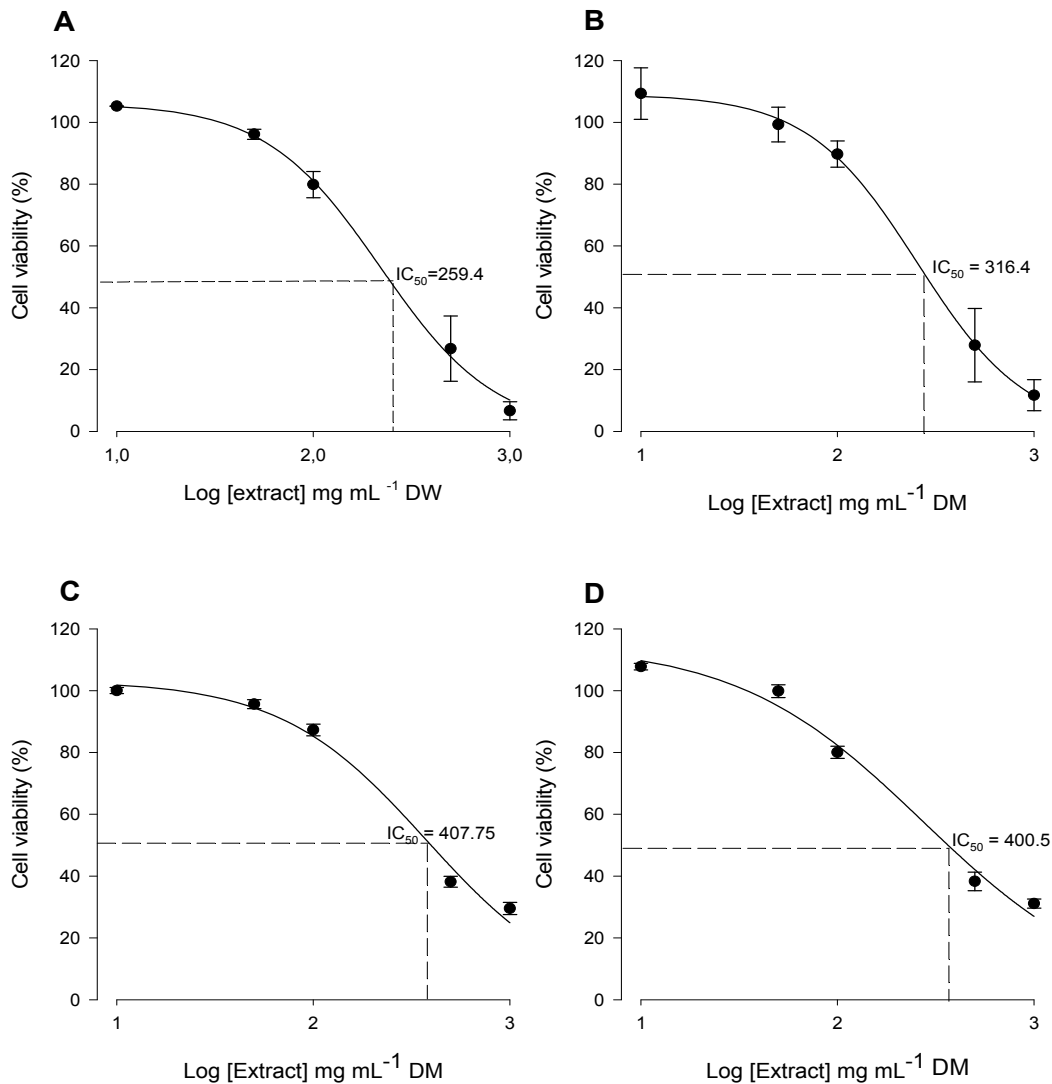 A
120
100
80
60
40
20
0
Cell viability (%)
IC50=259.4
1,0 2,0 3,0
Log [extract] mg mL -1 DW
B
120
100
80
60
40
20
0
Cell viability (%)
IC50 = 316.4
1 2 3
Log [Extract] mg mL-1 DM
C
120
100
80
60
40
20
0
Cell viability (%)
IC50 = 407.75
1 2 3
Log [Extract] mg mL-1 DM
D
120
100
80
60
40
20
0
Cell viability (%)
IC50 = 400.5
1 2 3
Log [Extract] mg mL-1 DM